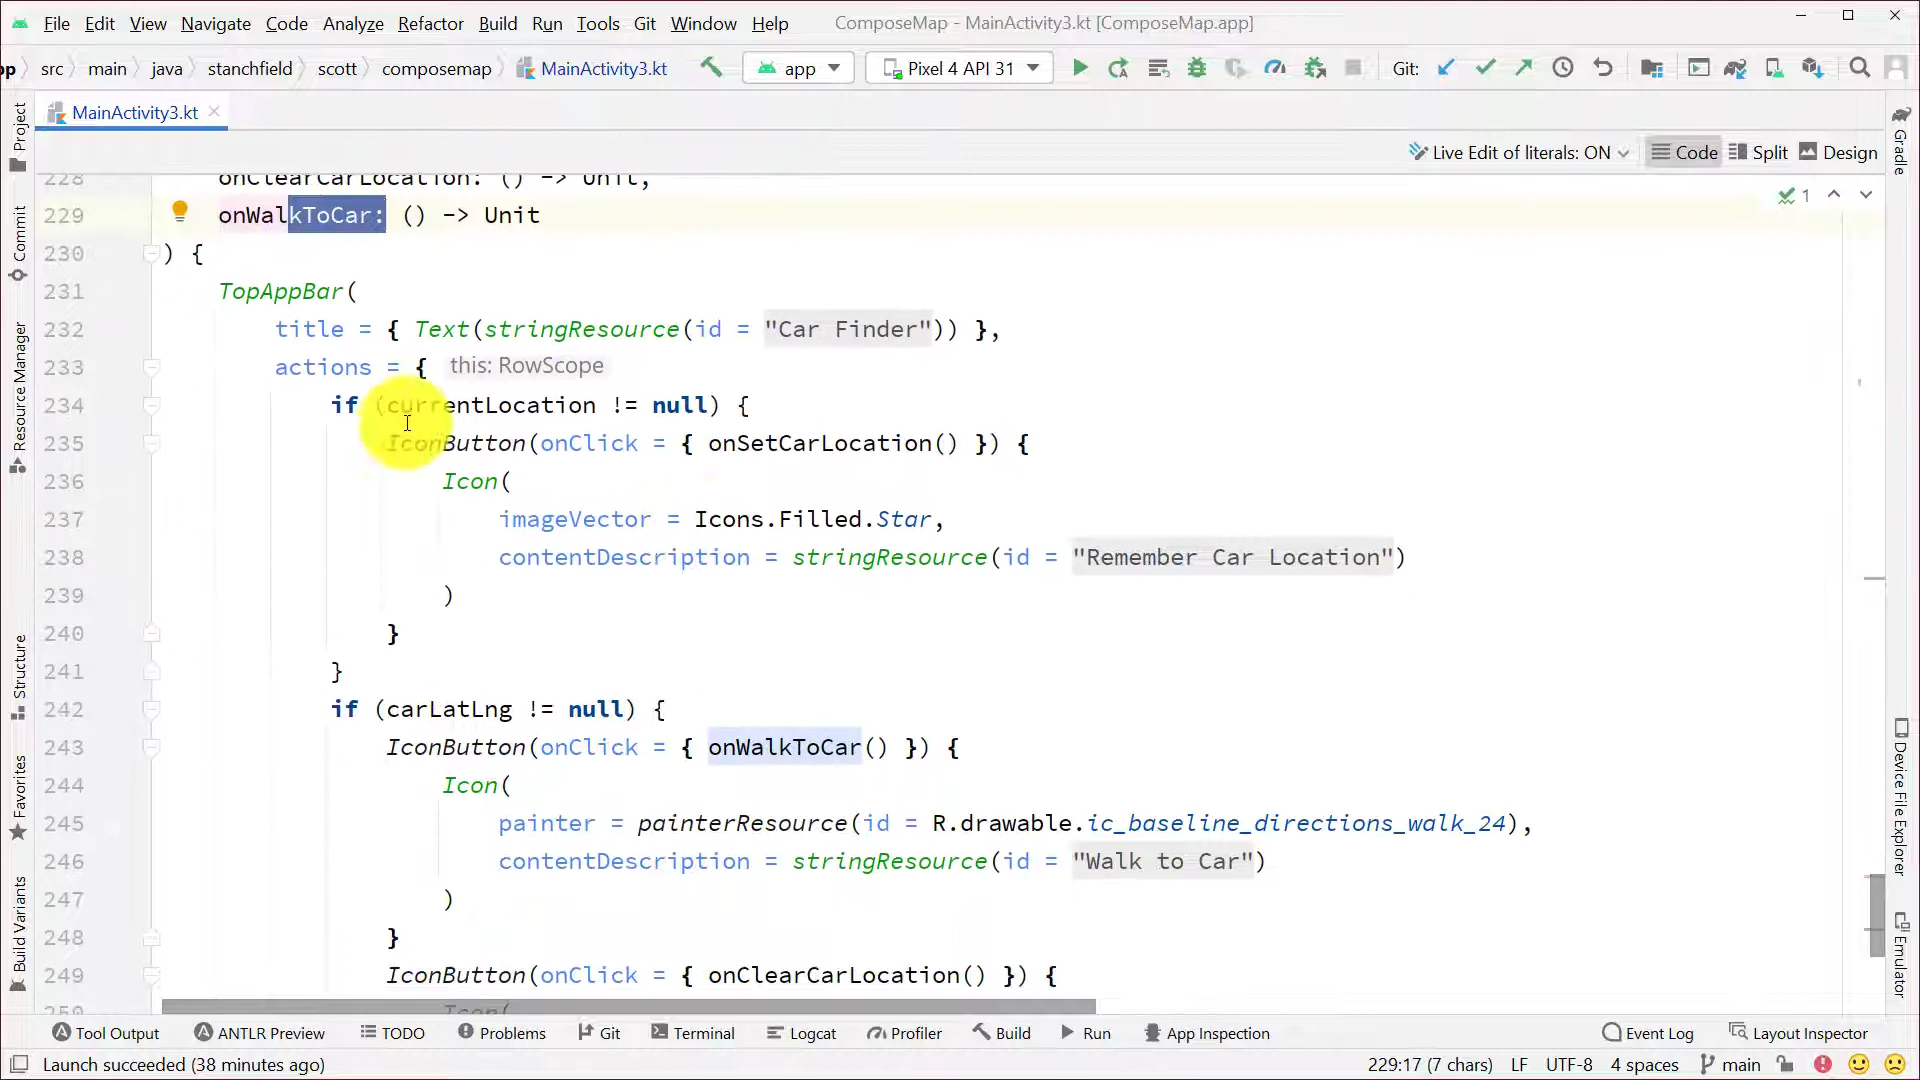 File Edit View Navigate Code Analyze Refactor Build Run Tools Git Window Help ComposeMap - MainActivity3.kt [ComposeMap.app]
pp src main java stanchfield scott composemap MainActivity3.kt app Pixel 4 API 31 Git:
MainActivity3.kt
Live Edit of literals: ON Code Split Design
228 onClearCarLocation: () -> Unit,
229 onWalkToCar: () -> Unit 1
230 ) {
231 TopAppBar(
232 title = { Text(stringResource(id = "Car Finder")) },
233 actions = { this: RowScope
234 if (currentLocation != null) {
235 IconButton(onClick = { onSetCarLocation() }) {
236 Icon(
237 imageVector = Icons.Filled.Star,
238 contentDescription = stringResource(id = "Remember Car Location")
239 )
240 }
241 }
242 if (carLatLng != null) {
243 IconButton(onClick = { onWalkToCar() }) {
244 Icon(
245 painter = painterResource(id = R.drawable.ic_baseline_directions_walk_24),
246 contentDescription = stringResource(id = "Walk to Car")
247 )
248 }
249 IconButton(onClick = { onClearCarLocation() }) {
250 Icon(
Project
Commit
Resource Manager
Structure
Favorites
Build Variants
Gradle
Device File Explorer
Emulator
Tool Output ANTLR Preview TODO Problems Git Terminal Logcat Profiler Build Run App Inspection Event Log Layout Inspector
Launch succeeded (38 minutes ago) 229:17 (7 chars) LF UTF-8 4 spaces main